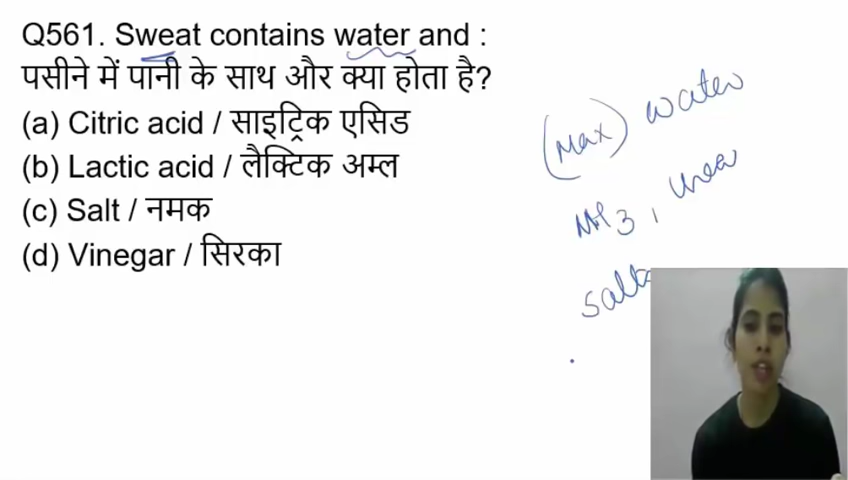 Q561. Sweat contains water and :
पसीने में पानी के साथ और क्या होता है?
(a) Citric acid / साइट्रिक एसिड
(b) Lactic acid / लैक्टिक अम्ल
(c) Salt / नमक
(d) Vinegar / सिरका
(Max) water
NH3, urea
salts